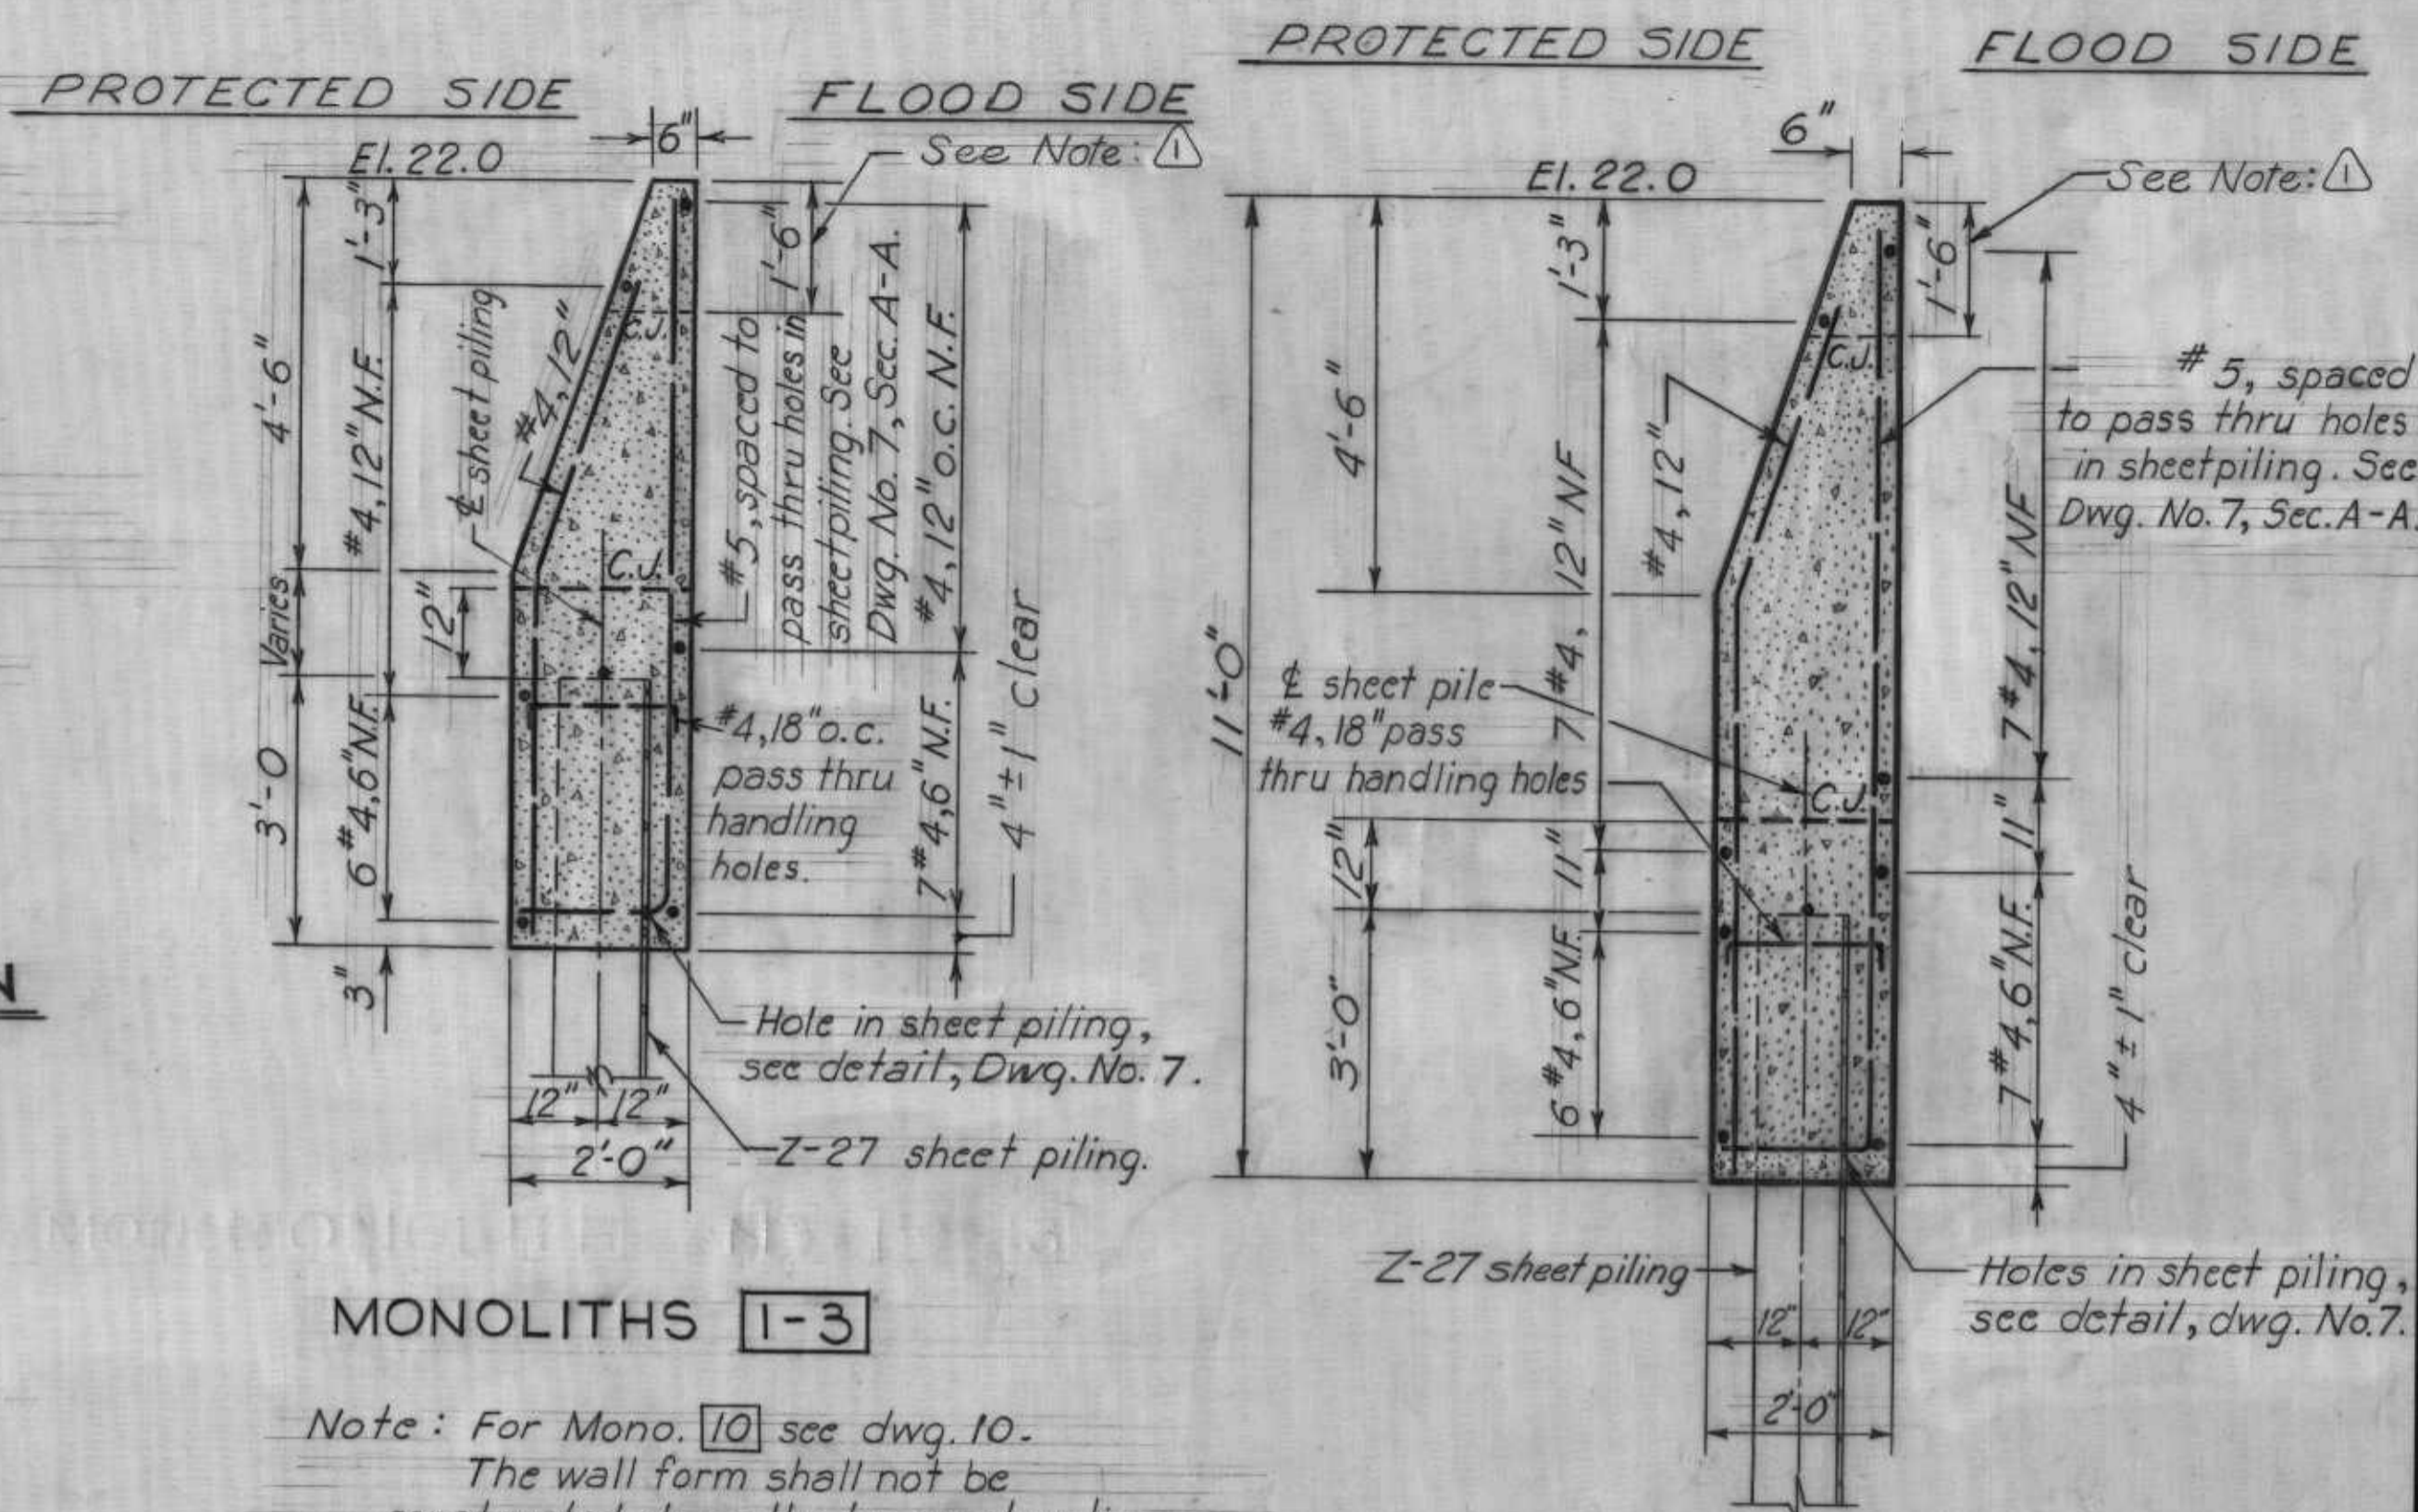 PROTECTED SIDE
FLOOD SIDE
6"
El. 22.0
See Note: 1
1'-3"
4'-6"
Varies
3'-0
3"
#4, 12" N.F.
6 #4, 6" N.F.
12"
℄ sheet piling
#4, 12"
C.J.
C.J.
1'-6"
#5, spaced to
pass thru holes in
sheetpiling. See
Dwg. No. 7, Sec. A-A.
#4, 12" o.c. N.F.
7 #4, 6" N.F.
4" ± 1" clear
#4, 18" o.c.
pass thru
handling
holes.
Hole in sheet piling,
see detail, Dwg. No. 7.
12" 12"
2'-0"
Z-27 sheet piling.
MONOLITHS 1-3
Note: For Mono. 10 see dwg. 10.
The wall form shall not be
PROTECTED SIDE
FLOOD SIDE
6"
El. 22.0
See Note: 1
11'-0"
4'-6"
1'-3"
1'-6"
C.J.
#4, 12"
7 #4, 12" NF
#5, spaced
to pass thru holes
in sheetpiling. See
Dwg. No. 7, Sec. A-A.
7 #4, 12" NF
℄ sheet pile
#4, 18" pass
thru handling holes
C.J.
12"
11"
11"
3'-0"
6 #4, 6" N.F.
7 #4, 6" N.F.
4" ± 1" clear
Z-27 sheet piling
Holes in sheet piling,
see detail, dwg. No. 7.
12" 12"
2'-0"